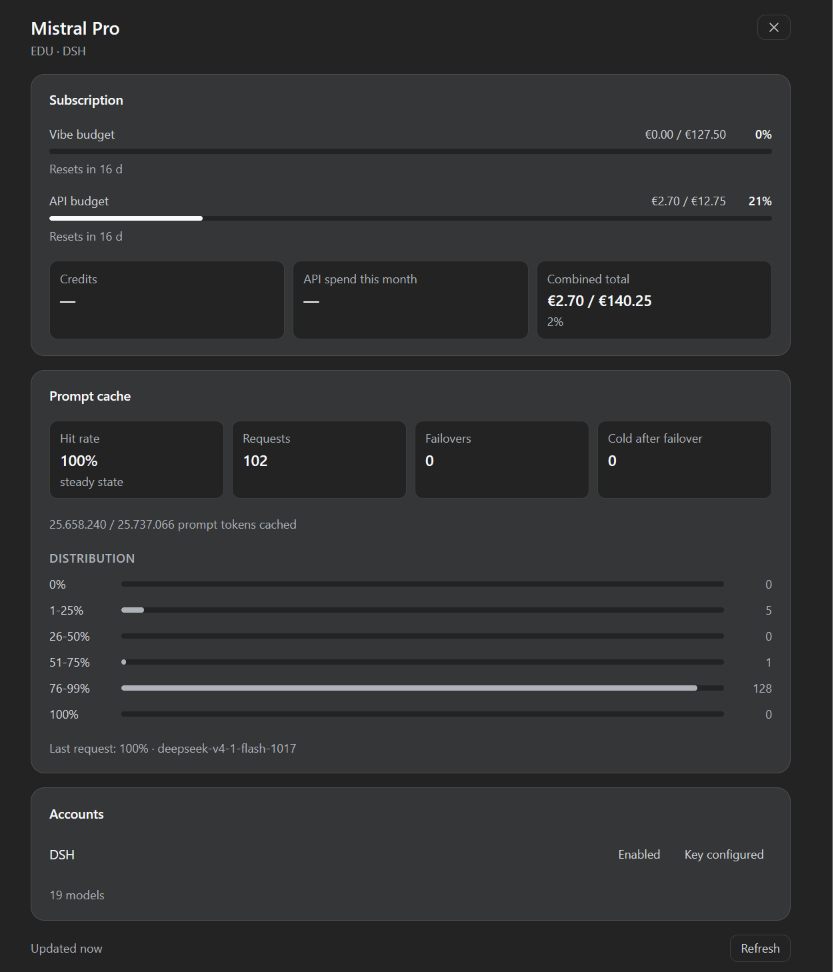 Mistral Pro
EDU · DSH
Subscription
Vibe budget €0.00 / €127.50 0%
Resets in 16 d
API budget €2.70 / €12.75 21%
Resets in 16 d
Credits API spend this month Combined total
— — €2.70 / €140.25
2%
Prompt cache
Hit rate Requests Failovers Cold after failover
100% 102 0 0
steady state
25.658.240 / 25.737.066 prompt tokens cached
DISTRIBUTION
0% 0
1-25% 5
26-50% 0
51-75% 1
76-99% 128
100% 0
Last request: 100% · deepseek-v4-1-flash-1017
Accounts
DSH Enabled Key configured
19 models
Updated now Refresh